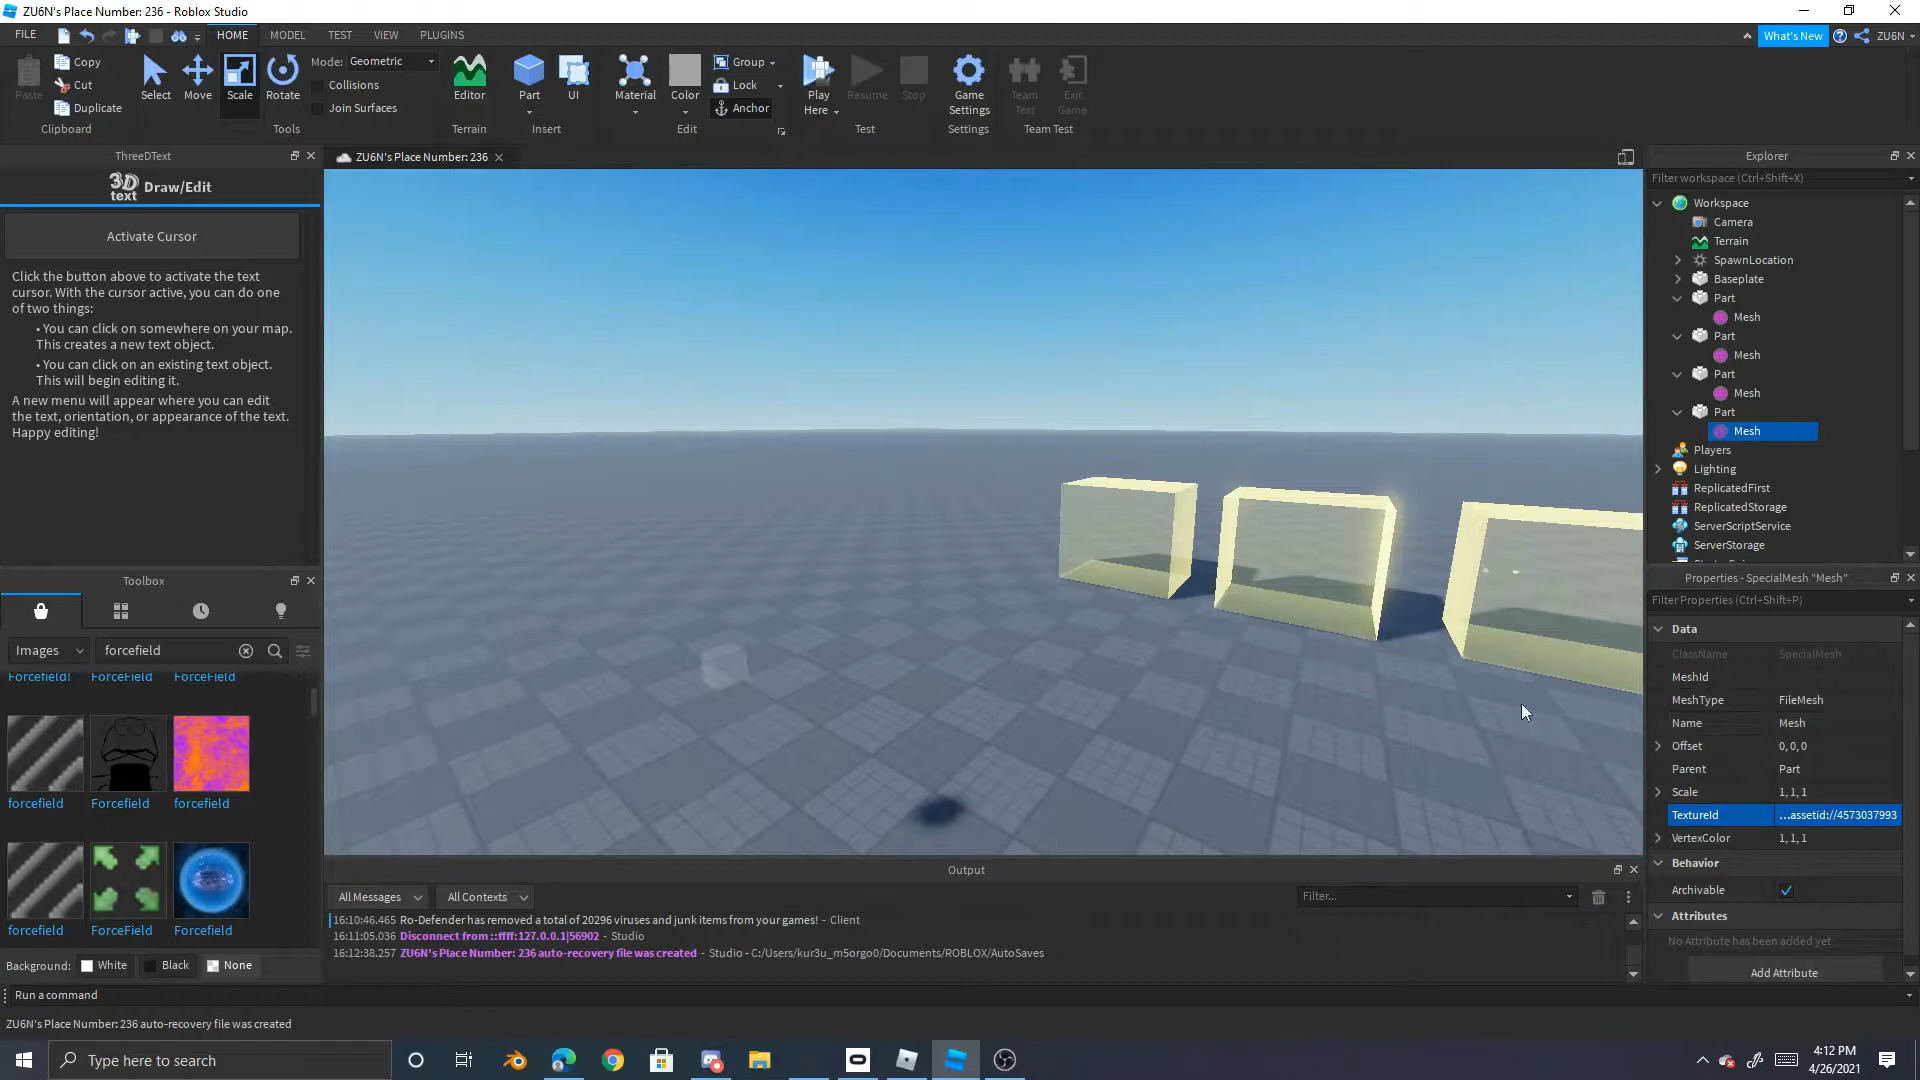 ZU6N's Place Number: 236 - Roblox Studio
FILE HOME MODEL TEST VIEW PLUGINS What's New ZU6N
Paste Copy Cut Duplicate Clipboard
Select Move Scale Rotate Mode: Geometric Collisions Join Surfaces Tools
Editor Terrain
Part UI Insert
Material Color Group Lock Anchor Edit
Play Here Resume Stop Test
Game Settings Settings
Team Test Exit Game Team Test
ThreeDText
3D text Draw/Edit
Activate Cursor
Click the button above to activate the text
cursor. With the cursor active, you can do one
of two things:
• You can click on somewhere on your map.
This creates a new text object.
• You can click on an existing text object.
This will begin editing it.
A new menu will appear where you can edit
the text, orientation, or appearance of the text.
Happy editing!
Toolbox
Images forcefield
Forcefield! ForceField ForceField
forcefield Forcefield forcefield
forcefield ForceField Forcefield
Background: White Black None
ZU6N's Place Number: 236
Output
All Messages All Contexts Filter...
16:10:46.465 Ro-Defender has removed a total of 20296 viruses and junk items from your games! - Client
16:11:05.036 Disconnect from ::ffff:127.0.0.1|56902 - Studio
16:12:38.257 ZU6N's Place Number: 236 auto-recovery file was created - Studio - C:/Users/kur3u_m5orgo0/Documents/ROBLOX/AutoSaves
Explorer
Filter workspace (Ctrl+Shift+X)
Workspace
Camera
Terrain
SpawnLocation
Baseplate
Part
Mesh
Part
Mesh
Part
Mesh
Part
Mesh
Players
Lighting
ReplicatedFirst
ReplicatedStorage
ServerScriptService
ServerStorage
Properties - SpecialMesh "Mesh"
Filter Properties (Ctrl+Shift+P)
Data
ClassName SpecialMesh
MeshId
MeshType FileMesh
Name Mesh
Offset 0, 0, 0
Parent Part
Scale 1, 1, 1
TextureId ...assetid://4573037993
VertexColor 1, 1, 1
Behavior
Archivable
Attributes
No Attribute has been added yet
Add Attribute
Run a command
ZU6N's Place Number: 236 auto-recovery file was created
Type here to search
4:12 PM
4/26/2021